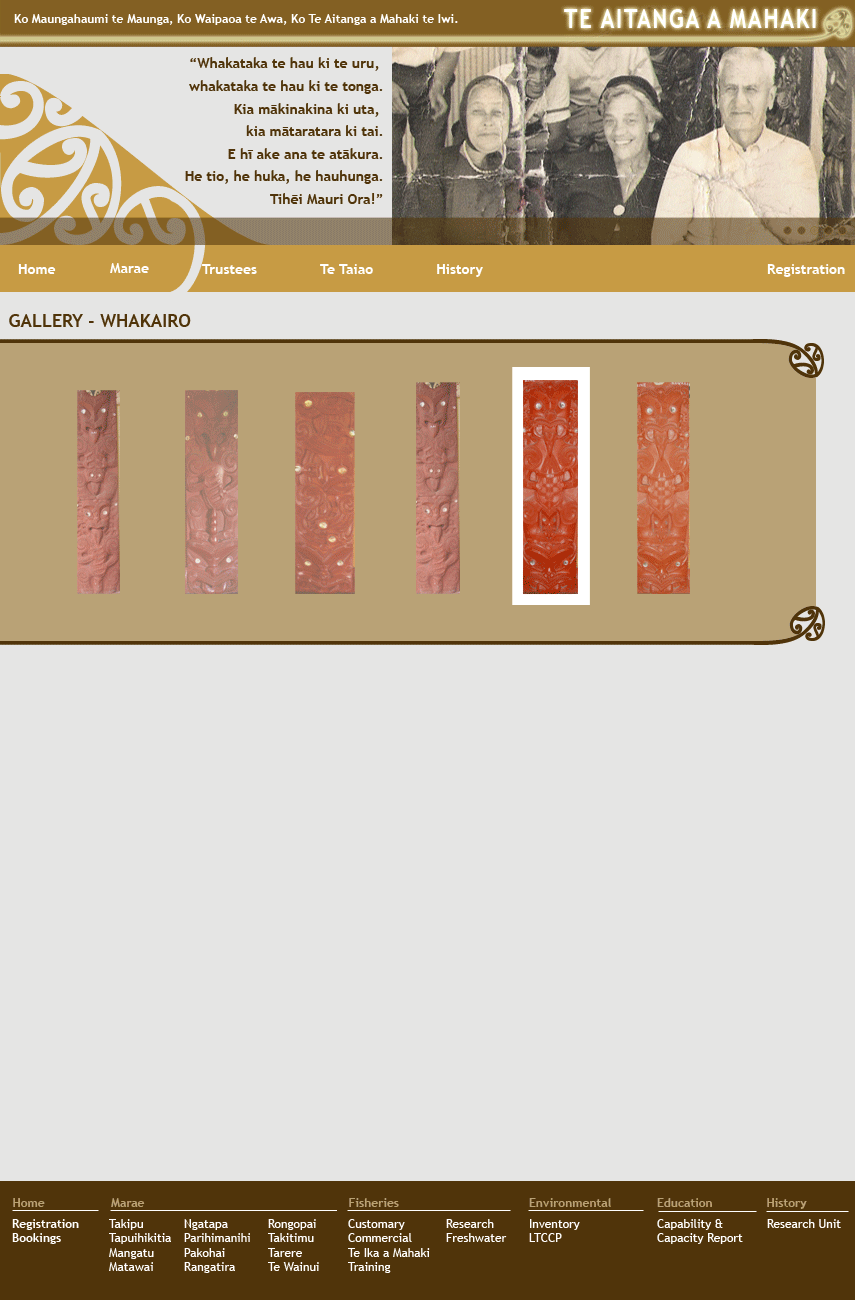 Ko Maungahaumi te Maunga, Ko Waipaoa te Awa, Ko Te Aitanga a Mahaki te Iwi.
TE AITANGA A MAHAKI
“Whakataka te hau ki te uru,
whakataka te hau ki te tonga.
Kia mākinakina ki uta,
kia mātaratara ki tai.
E hī ake ana te atākura.
He tio, he huka, he hauhunga.
Tihēi Mauri Ora!”
Home Marae Trustees Te Taiao History Registration
GALLERY - WHAKAIRO
Home
Registration
Bookings
Marae
Takipu
Tapuihikitia
Mangatu
Matawai
Ngatapa
Parihimanihi
Pakohai
Rangatira
Rongopai
Takitimu
Tarere
Te Wainui
Fisheries
Customary
Commercial
Te Ika a Mahaki
Training
Research
Freshwater
Environmental
Inventory
LTCCP
Education
Capability &
Capacity Report
History
Research Unit